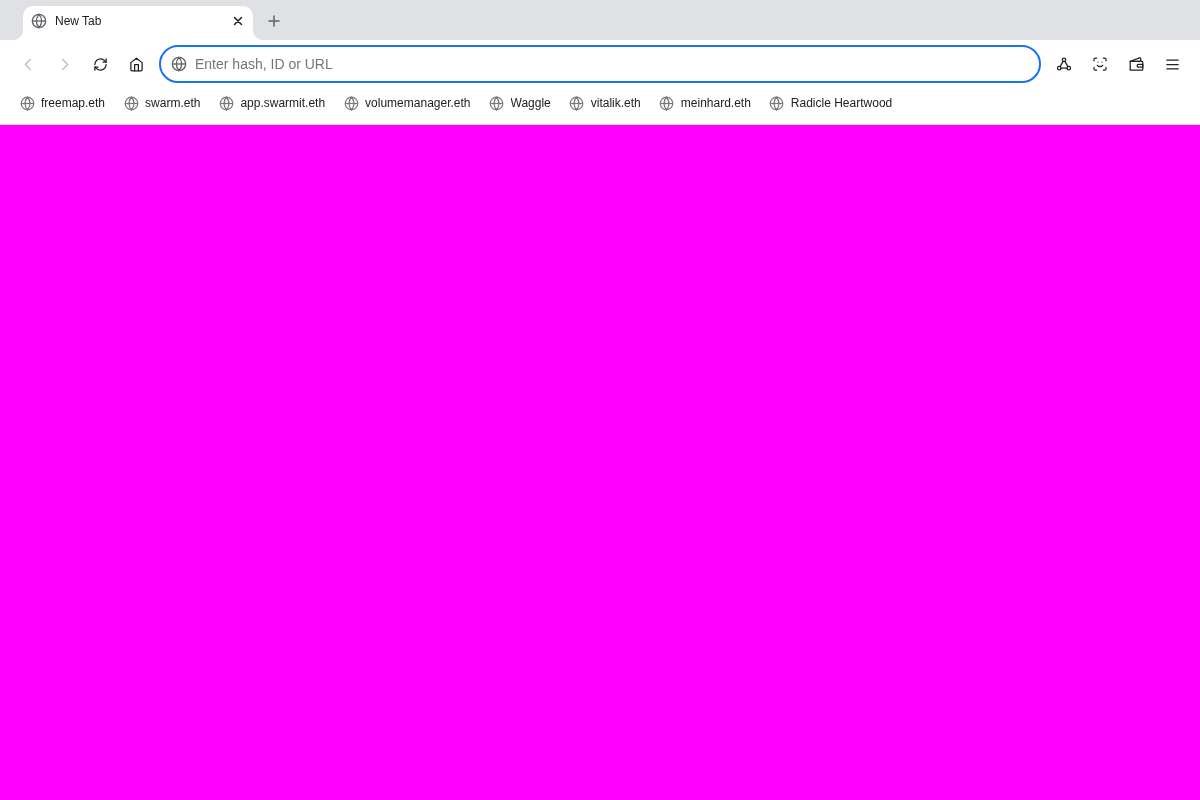 New Tab
Enter hash, ID or URL
freemap.eth swarm.eth app.swarmit.eth volumemanager.eth Waggle vitalik.eth meinhard.eth Radicle Heartwood